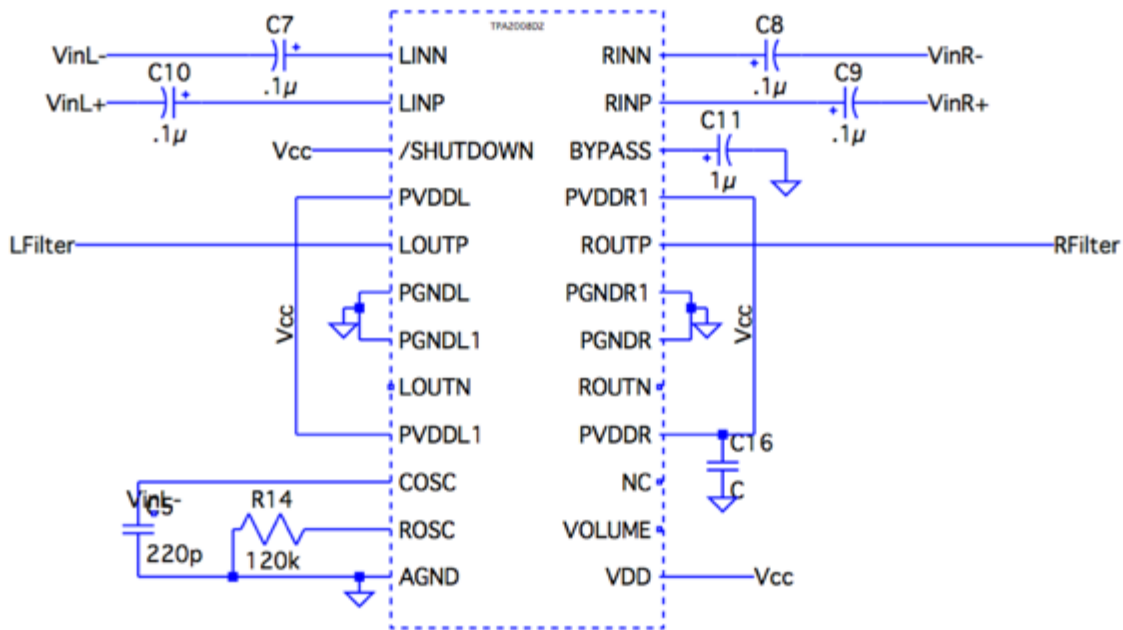 TPA2008D2
C7
C8
VinL-
LINN
RINN
VinR-
.1µ
.1µ
C10
C9
VinL+
LINP
RINP
VinR+
.1µ
.1µ
C11
Vcc
/SHUTDOWN
BYPASS
1µ
PVDDL
PVDDR1
LFilter
LOUTP
ROUTP
RFilter
PGNDL
PGNDR1
Vcc
Vcc
PGNDL1
PGNDR
LOUTN
ROUTN
PVDDL1
PVDDR
C16
COSC
NC
C
VinL-
C5
R14
ROSC
VOLUME
220p
120k
AGND
VDD
Vcc